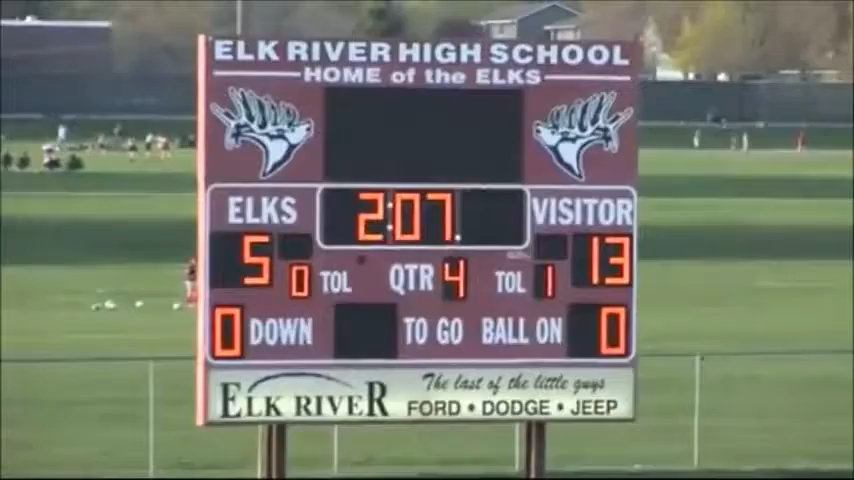 ELK RIVER HIGH SCHOOL
HOME of the ELKS
ELKS 2:07 VISITOR
5 13
0 TOL QTR 4 TOL 1
0 DOWN TO GO BALL ON 0
ELK RIVER The last of the little guys
FORD • DODGE • JEEP